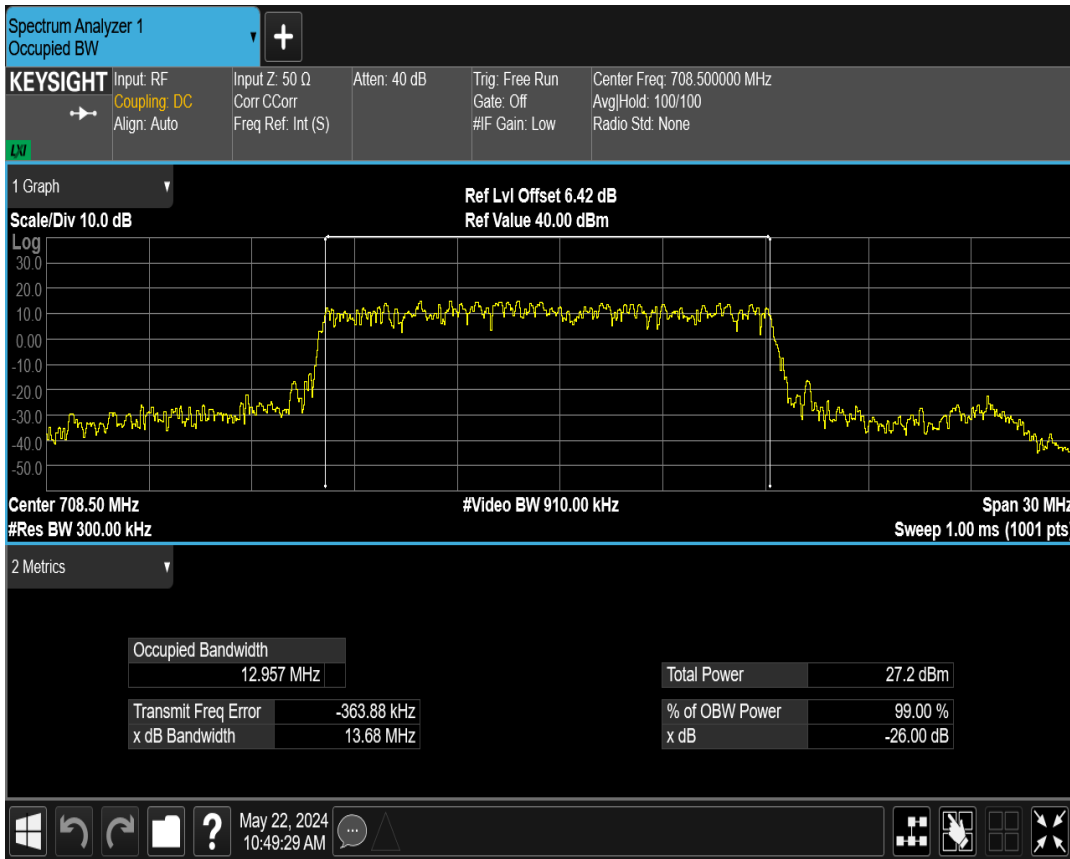 Spectrum Analyzer 1
Occupied BW
KEYSIGHT
LXI
Input: RF
Coupling: DC
Align: Auto
Input Z: 50 Ω
Corr CCorr
Freq Ref: Int (S)
Atten: 40 dB
Trig: Free Run
Gate: Off
#IF Gain: Low
Center Freq: 708.500000 MHz
Avg|Hold: 100/100
Radio Std: None
1 Graph
Scale/Div 10.0 dB
Ref Lvl Offset 6.42 dB
Ref Value 40.00 dBm
Log
30.0
20.0
10.0
0.00
-10.0
-20.0
-30.0
-40.0
-50.0
Center 708.50 MHz
#Res BW 300.00 kHz
#Video BW 910.00 kHz
Span 30 MHz
Sweep 1.00 ms (1001 pts)
2 Metrics
Occupied Bandwidth
12.957 MHz
Transmit Freq Error -363.88 kHz
x dB Bandwidth 13.68 MHz
Total Power 27.2 dBm
% of OBW Power 99.00 %
x dB -26.00 dB
May 22, 2024
10:49:29 AM